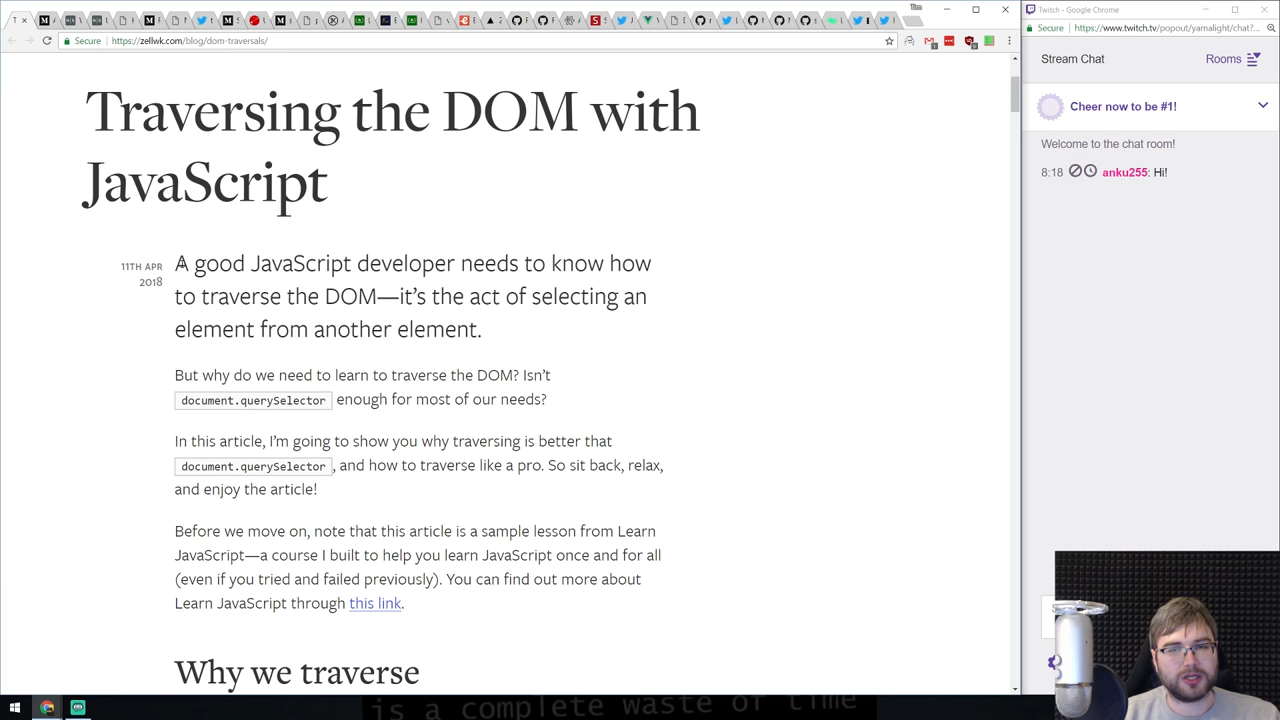 Tim
Secure
https://zellwk.com/blog/dom-traversals/
Traversing the DOM with
JavaScript
11TH APR
2018
A good JavaScript developer needs to know how
to traverse the DOM—it's the act of selecting an
element from another element.
But why do we need to learn to traverse the DOM? Isn't
document.querySelector enough for most of our needs?
In this article, I'm going to show you why traversing is better that
document.querySelector, and how to traverse like a pro. So sit back, relax,
and enjoy the article!
Before we move on, note that this article is a sample lesson from Learn
JavaScript—a course I built to help you learn JavaScript once and for all
(even if you tried and failed previously). You can find out more about
Learn JavaScript through this link.
Why we traverse
is a complete waste of time
Twitch - Google Chrome
Secure
https://www.twitch.tv/popout/yamalight/chat?...
Stream Chat
Rooms
Cheer now to be #1!
Welcome to the chat room!
8:18 anku255: Hi!